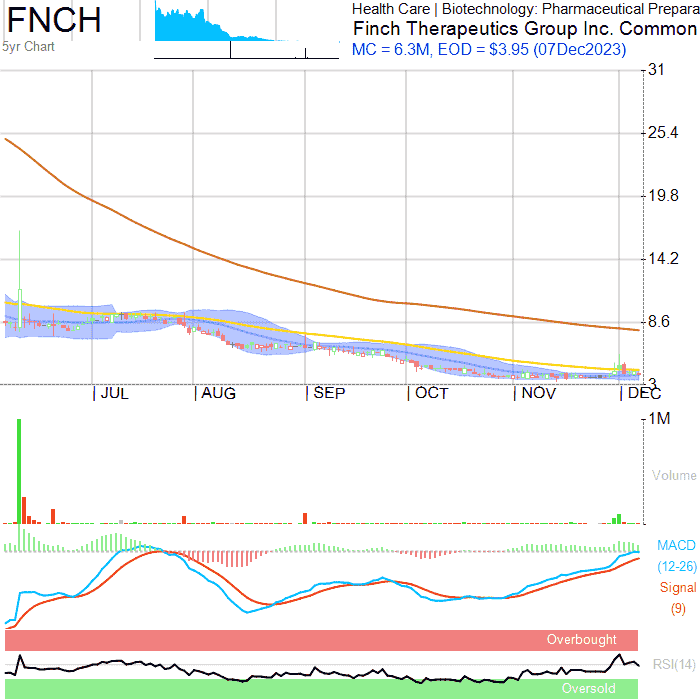 FNCH
5yr Chart
Health Care | Biotechnology: Pharmaceutical Prepara
Finch Therapeutics Group Inc. Common
MC = 6.3M, EOD = $3.95 (07Dec2023)
31
25.4
19.8
14.2
8.6
3
JUL AUG SEP OCT NOV DEC
1M
Volume
MACD
(12-26)
Signal
(9)
Overbought
RSI(14)
Oversold